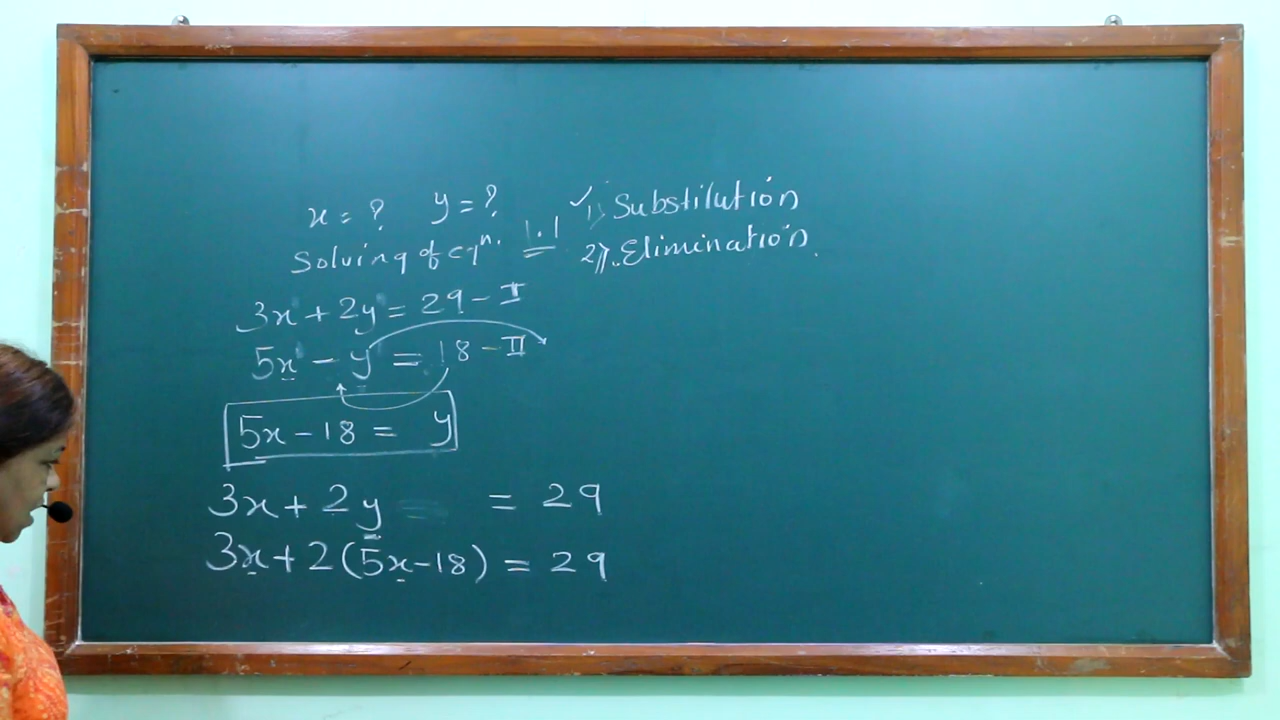 x = ? y = ? ✓1) Substilution
Solving of eqⁿ. 1.1 2). Elimination.
3x + 2y = 29 - I
5x - y = 18 - II
5x - 18 = y
3x + 2y = 29
3x + 2(5x - 18) = 29